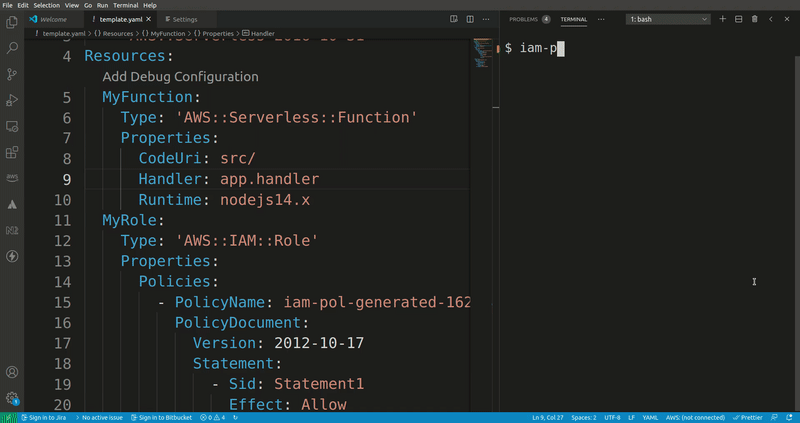 File Edit Selection View Go Run Terminal Help
Welcome template.yaml Settings
template.yaml {} Resources {} MyFunction {} Properties Handler
4 Resources:
Add Debug Configuration
5 MyFunction:
6 Type: 'AWS::Serverless::Function'
7 Properties:
8 CodeUri: src/
9 Handler: app.handler
10 Runtime: nodejs14.x
11 MyRole:
12 Type: 'AWS::IAM::Role'
13 Properties:
14 Policies:
15 - PolicyName: iam-pol-generated-162
16 PolicyDocument:
17 Version: 2012-10-17
18 Statement:
19 - Sid: Statement1
20 Effect: Allow
PROBLEMS 4 TERMINAL ··· 1: bash
$ iam-p
Sign in to Jira No active issue Sign in to Bitbucket 0 4 Ln 9, Col 27 Spaces: 2 UTF-8 LF YAML AWS: (not connected) Prettier